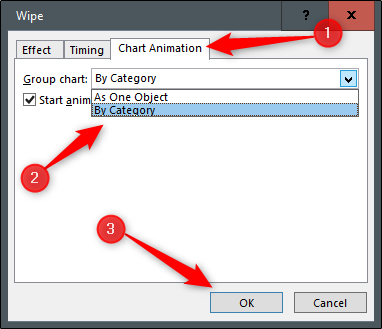 Wipe ? x
Effect Timing Chart Animation 1
Group chart: By Category
Start anim As One Object
By Category
2
3
OK Cancel